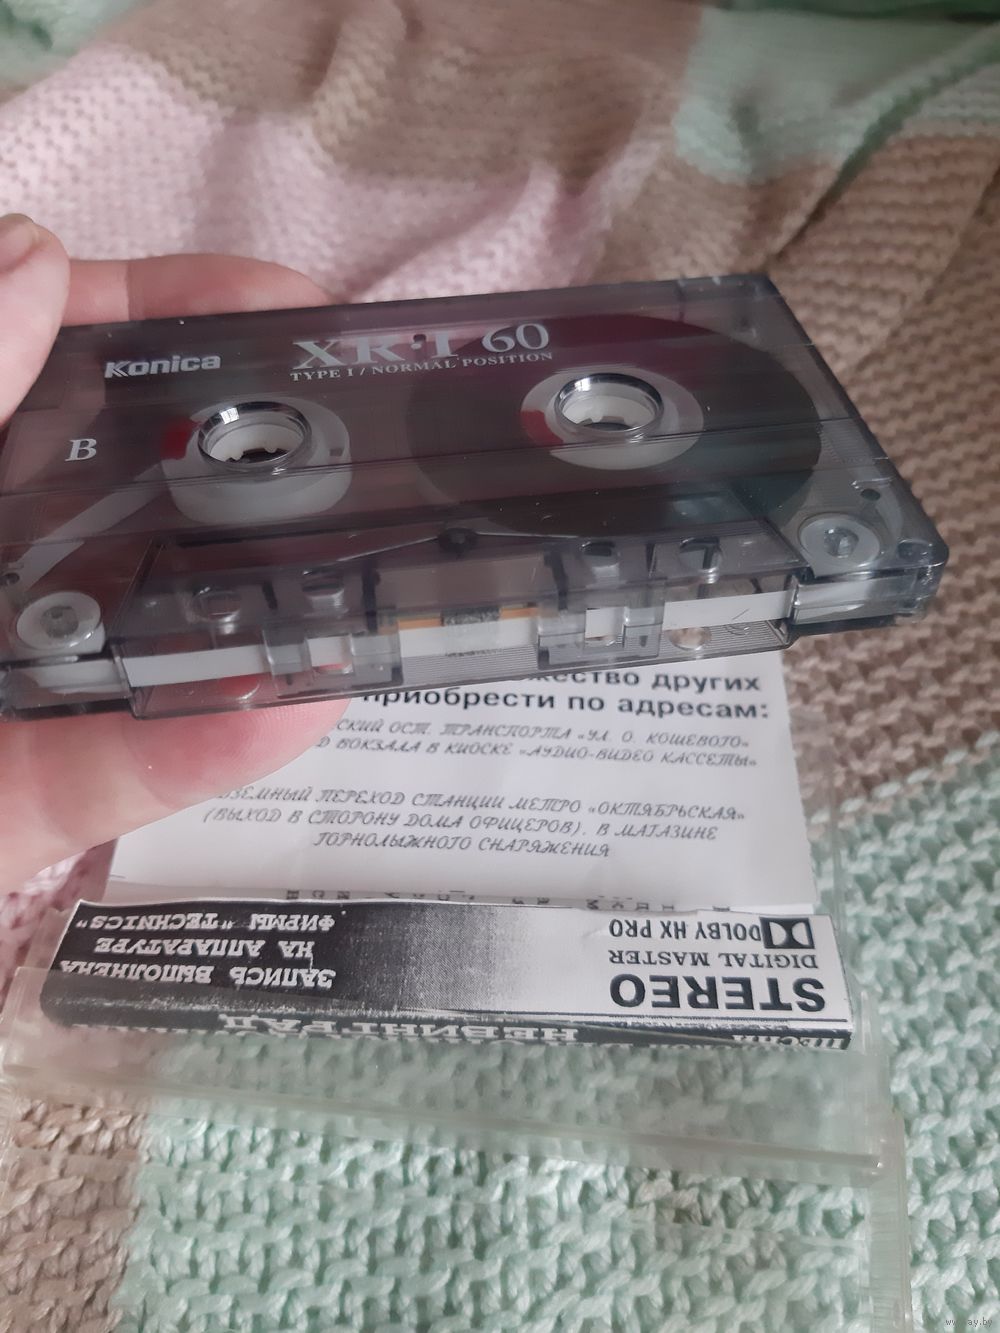 Konica
XR·I 60
TYPE I / NORMAL POSITION
B
других
приобрести по адресам:
ОСТ. ТРАНСПОРТА «УЛ. О. КОШЕВОГО»
ВОКЗАЛА В КИОСКЕ «АУДИО-ВИДЕО КАССЕТЫ»
ПЕРЕХОД СТАНЦИИ МЕТРО «ОКТЯБРЬСКАЯ»
(ВЫХОД В СТОРОНУ ДОМА ОФИЦЕРОВ), В МАГАЗИНЕ
ГОРНОЛЫЖНОГО СНАРЯЖЕНИЯ
STEREO
DIGITAL MASTER
DOLBY HX PRO
ЗАПИСЬ ВЫПОЛНЕНА
НА АППАРАТУРЕ
ФИРМЫ "TECHNICS"